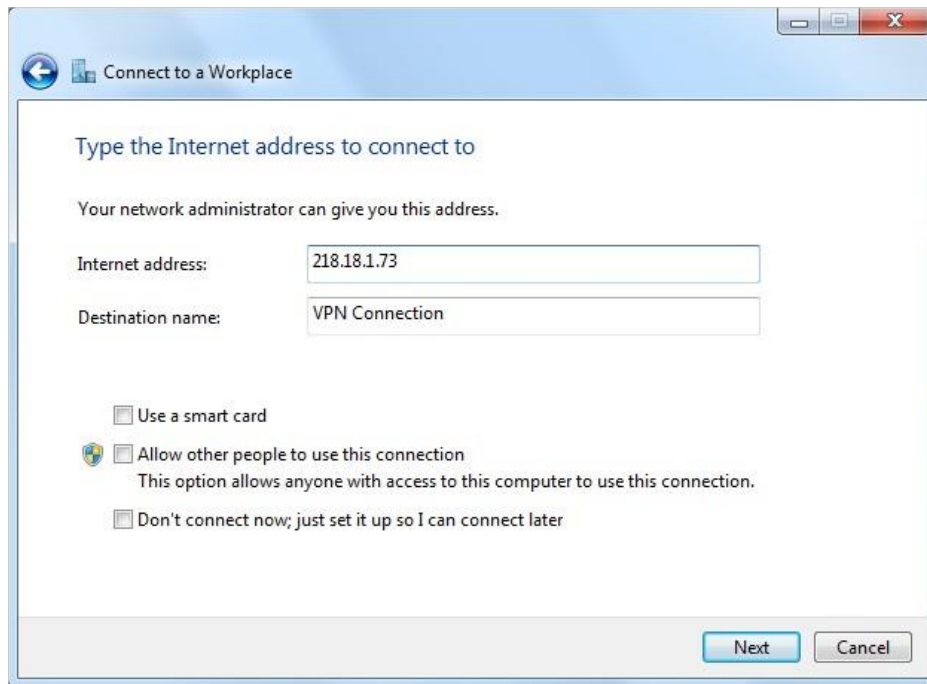 Connect to a Workplace
Type the Internet address to connect to
Your network administrator can give you this address.
Internet address: 218.18.1.73
Destination name: VPN Connection
Use a smart card
Allow other people to use this connection
This option allows anyone with access to this computer to use this connection.
Don't connect now; just set it up so I can connect later
Next Cancel